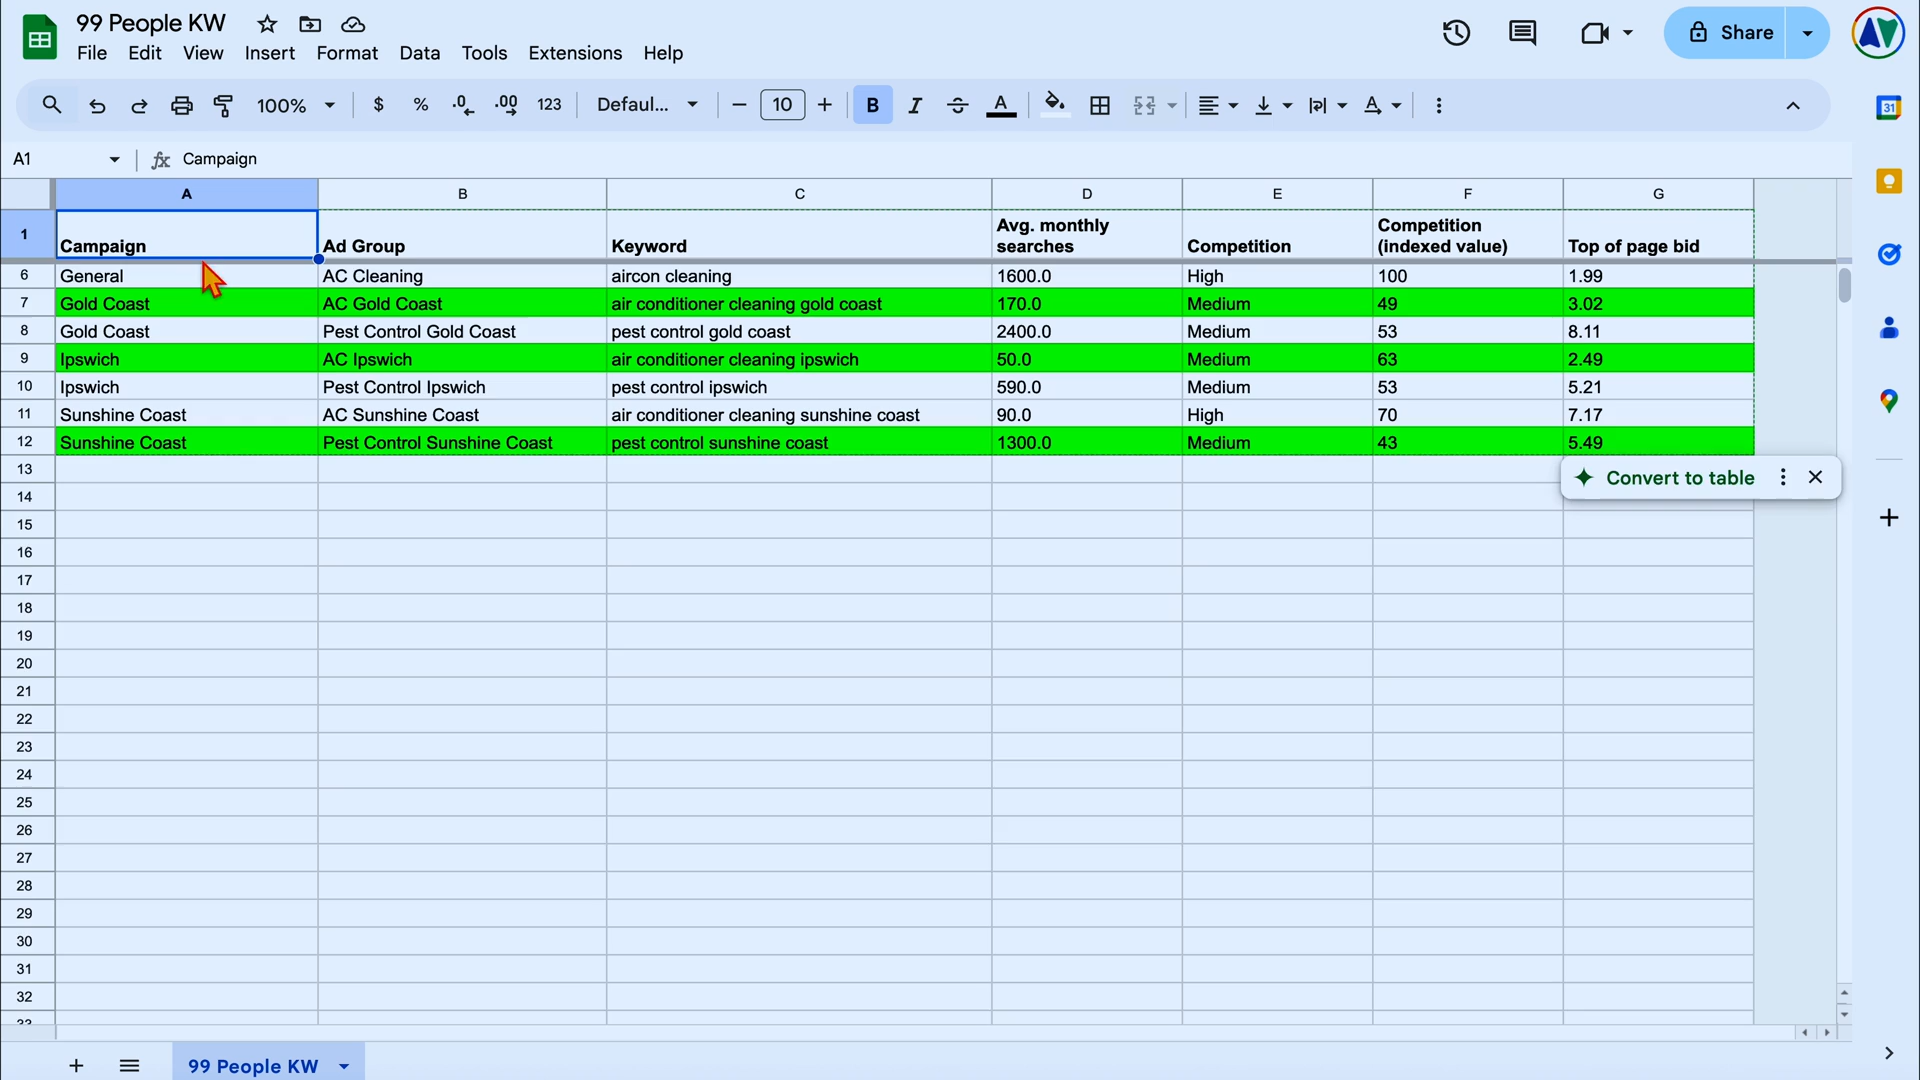 99 People KW
File Edit View Insert Format Data Tools Extensions Help
Share
100% $ % .0 .00 123 Defaul... 10 B I S A
A1 fx Campaign
A B C D E F G
1 Campaign Ad Group Keyword Avg. monthly searches Competition Competition (indexed value) Top of page bid
6 General AC Cleaning aircon cleaning 1600.0 High 100 1.99
7 Gold Coast AC Gold Coast air conditioner cleaning gold coast 170.0 Medium 49 3.02
8 Gold Coast Pest Control Gold Coast pest control gold coast 2400.0 Medium 53 8.11
9 Ipswich AC Ipswich air conditioner cleaning ipswich 50.0 Medium 63 2.49
10 Ipswich Pest Control Ipswich pest control ipswich 590.0 Medium 53 5.21
11 Sunshine Coast AC Sunshine Coast air conditioner cleaning sunshine coast 90.0 High 70 7.17
12 Sunshine Coast Pest Control Sunshine Coast pest control sunshine coast 1300.0 Medium 43 5.49
13
Convert to table
14
15
16
17
18
19
20
21
22
23
24
25
26
27
28
29
30
31
32
99 People KW
31